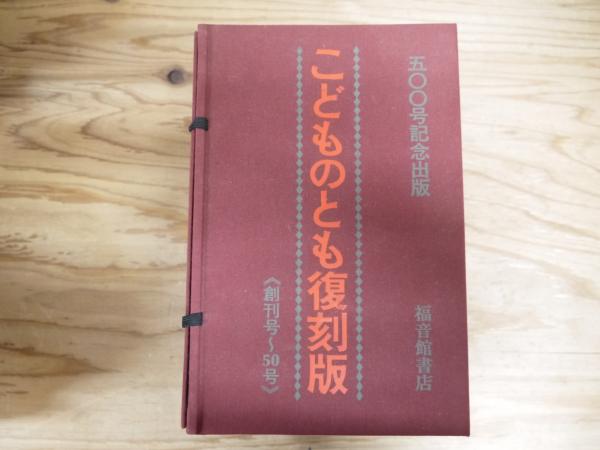 五〇〇号記念出版
福音館書店
こどものとも復刻版
《創刊号～50号》